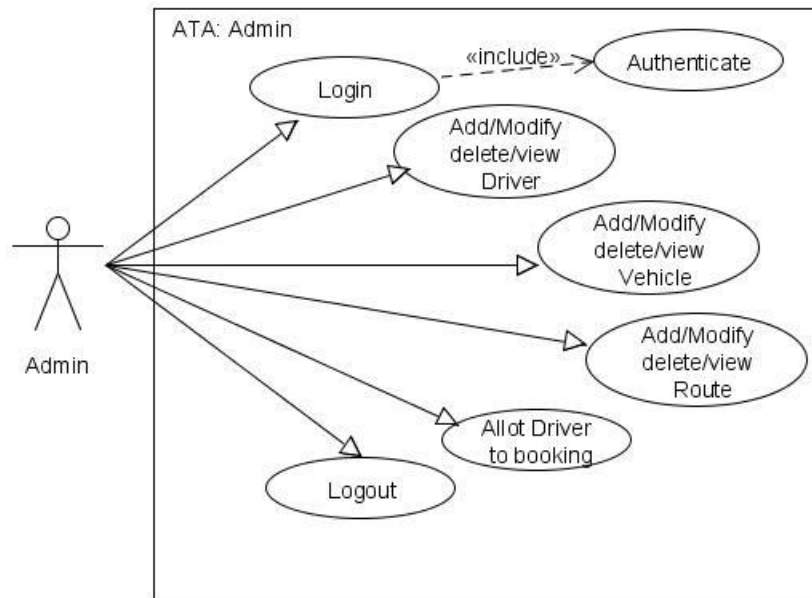 ATA: Admin
«include»
Authenticate
Login
Add/Modify
delete/view
Driver
Add/Modify
delete/view
Vehicle
Admin
Add/Modify
delete/view
Route
Allot Driver
to booking
Logout